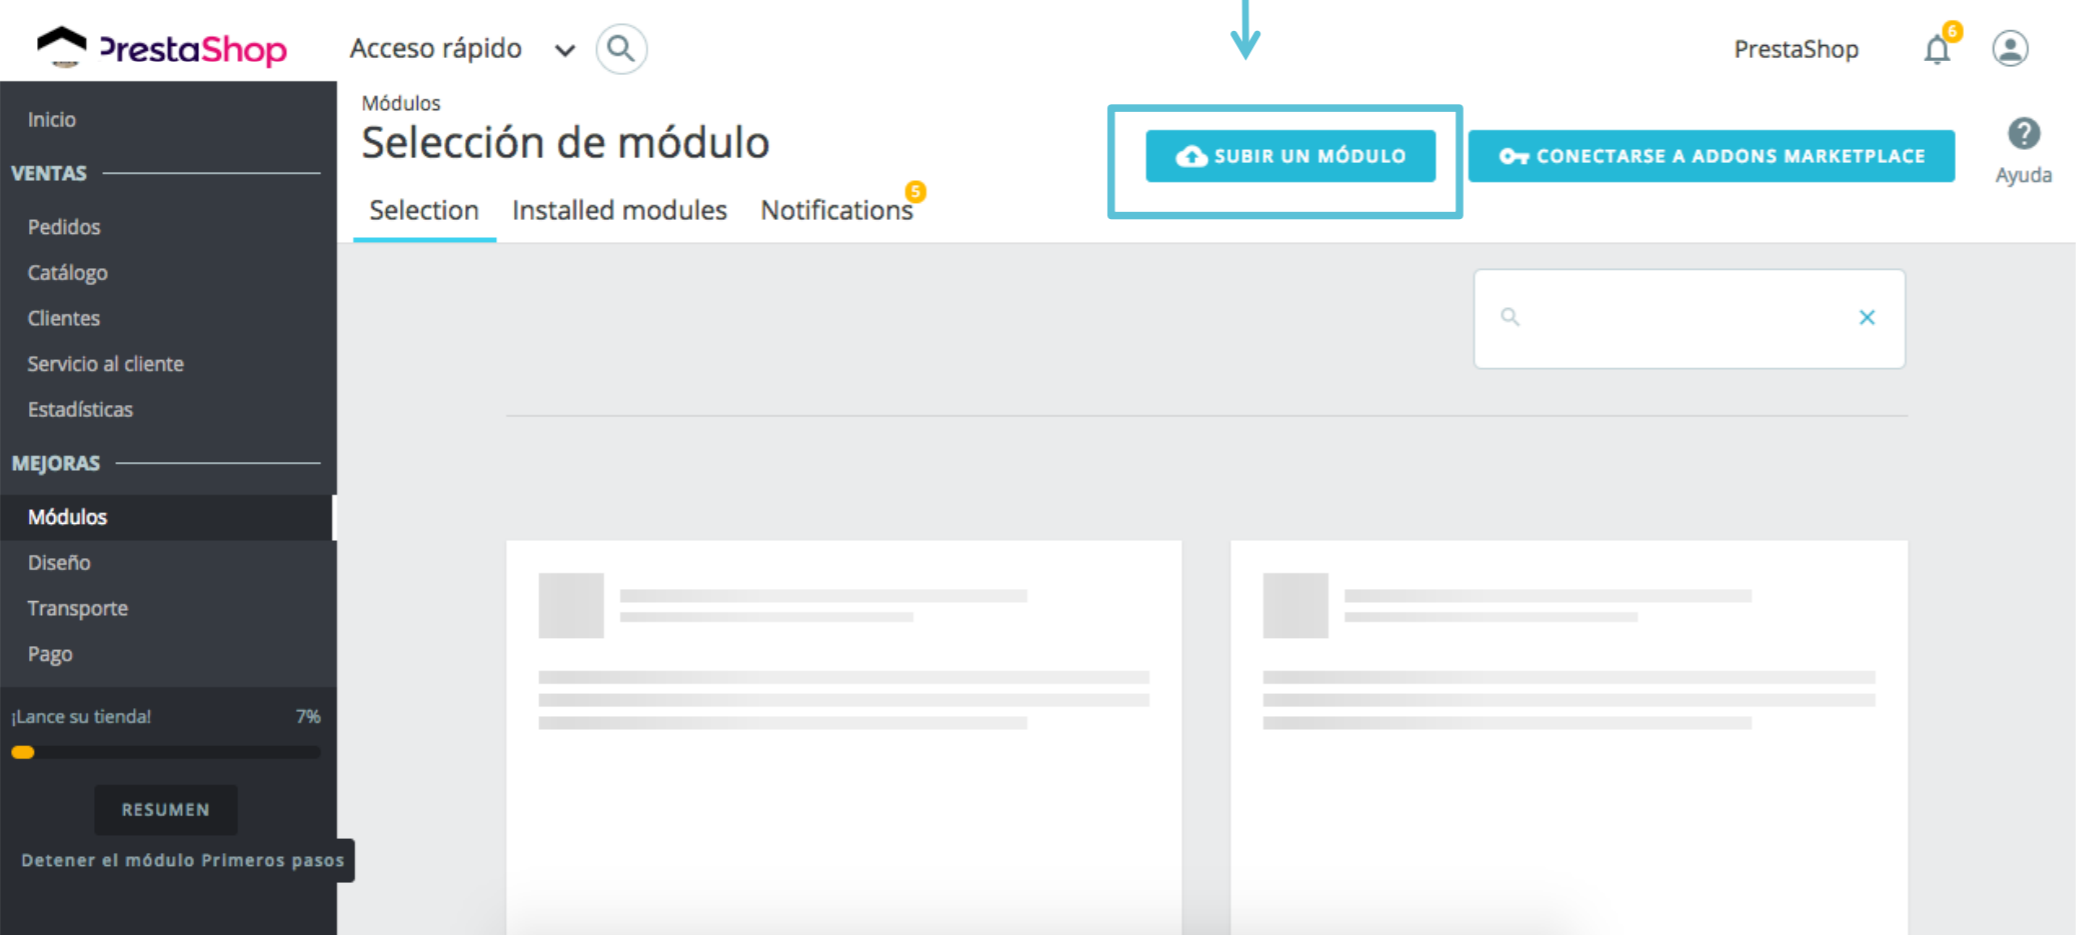 PrestaShop
Acceso rápido
PrestaShop
6
Inicio
VENTAS
Pedidos
Catálogo
Clientes
Servicio al cliente
Estadísticas
MEJORAS
Módulos
Diseño
Transporte
Pago
¡Lance su tienda! 7%
RESUMEN
Detener el módulo Primeros pasos
Módulos
Selección de módulo
SUBIR UN MÓDULO
CONECTARSE A ADDONS MARKETPLACE
Ayuda
Selection Installed modules Notifications 5